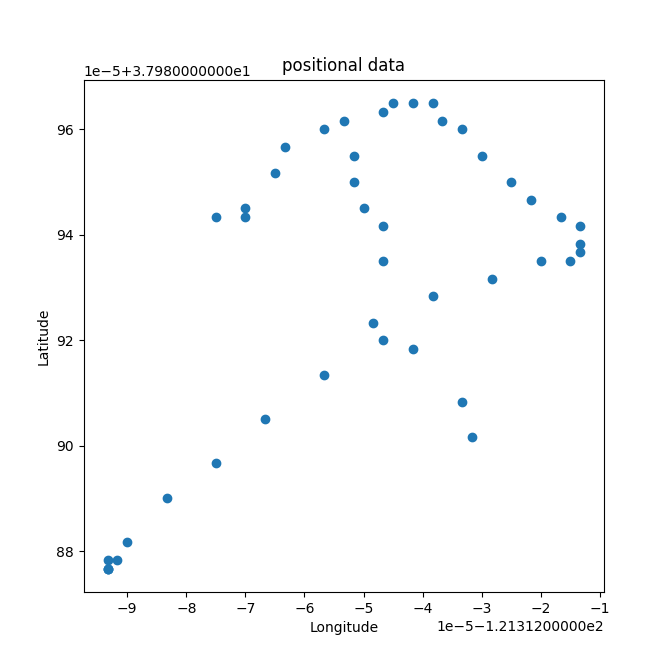 positional data
1e−5+3.7980000000e1
96
94
92
90
88
Latitude
−9 −8 −7 −6 −5 −4 −3 −2 −1
Longitude
1e−5−1.2131200000e2